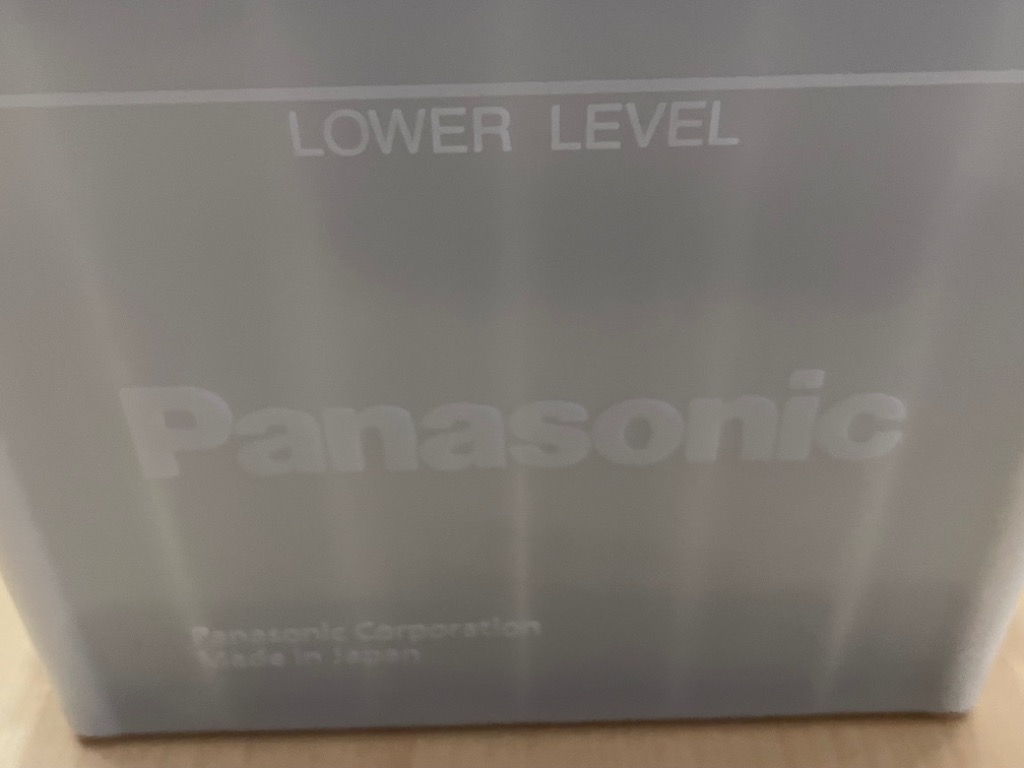 LOWER LEVEL
Panasonic
Panasonic Corporation
Made in Japan